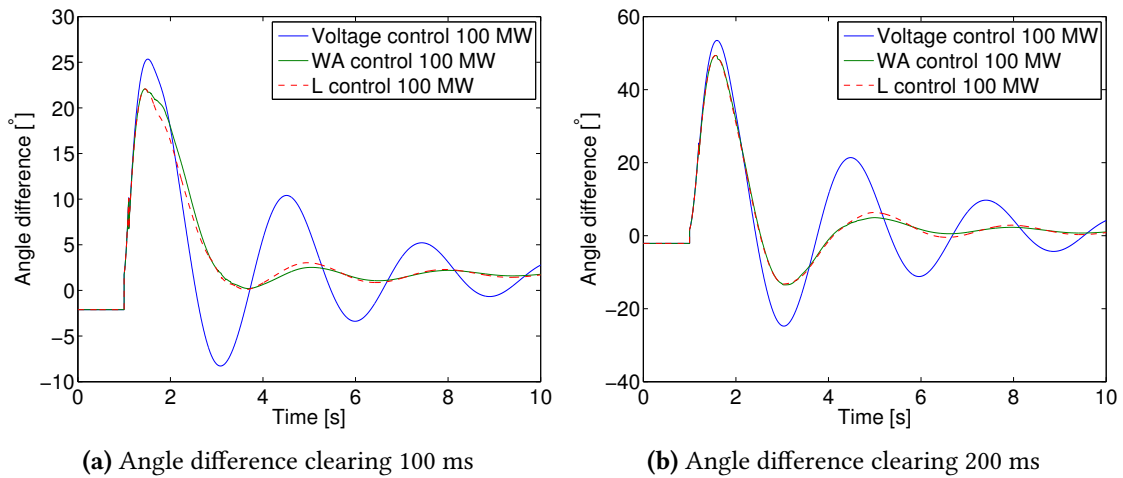 Voltage control 100 MW
WA control 100 MW
L control 100 MW
Angle difference [°]
30
25
20
15
10
5
0
−5
−10
0
2
4
6
8
10
Time [s]
(a) Angle difference clearing 100 ms
Voltage control 100 MW
WA control 100 MW
L control 100 MW
Angle difference [°]
60
40
20
0
−20
−40
0
2
4
6
8
10
Time [s]
(b) Angle difference clearing 200 ms